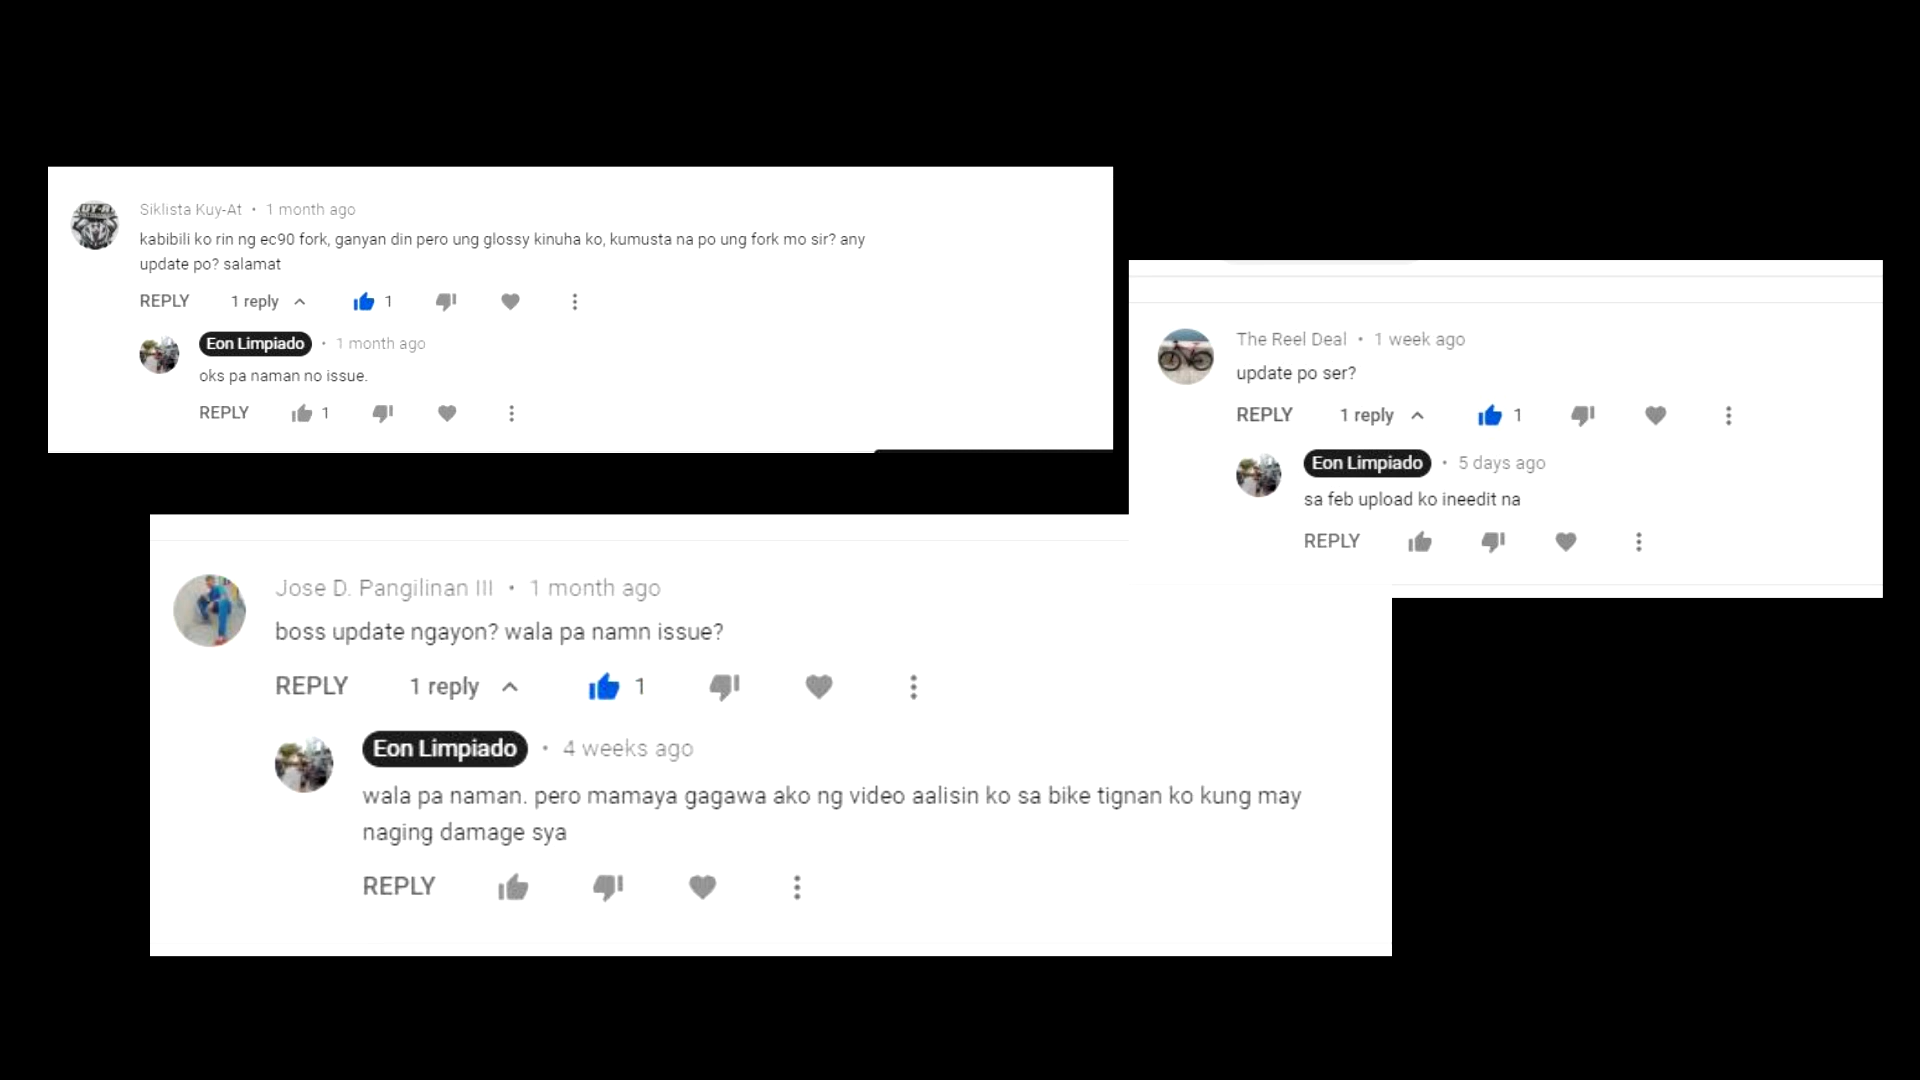 Siklista Kuy-At • 1 month ago
kabibili ko rin ng ec90 fork, ganyan din pero ung glossy kinuha ko, kumusta na po ung fork mo sir? any
update po? salamat
REPLY 1 reply 1
Eon Limpiado • 1 month ago
oks pa naman no issue.
REPLY 1
The Reel Deal • 1 week ago
update po ser?
REPLY 1 reply 1
Eon Limpiado • 5 days ago
sa feb upload ko ineedit na
REPLY
Jose D. Pangilinan III • 1 month ago
boss update ngayon? wala pa namn issue?
REPLY 1 reply 1
Eon Limpiado • 4 weeks ago
wala pa naman. pero mamaya gagawa ako ng video aalisin ko sa bike tignan ko kung may
naging damage sya
REPLY